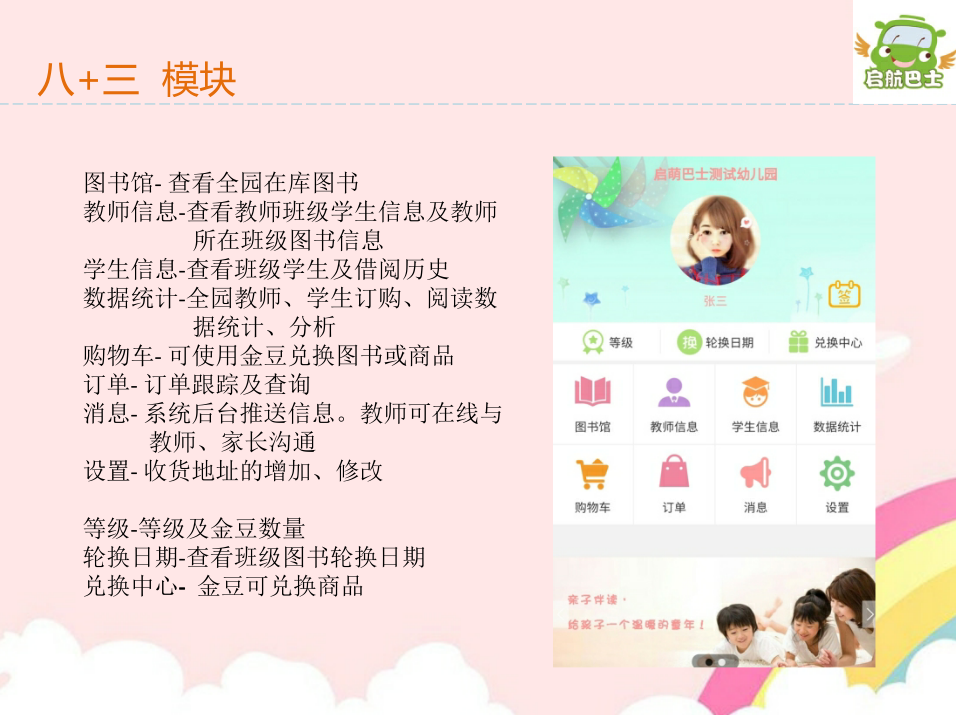 八+三 模块
启航巴士
图书馆- 查看全园在库图书
教师信息-查看教师班级学生信息及教师
所在班级图书信息
学生信息-查看班级学生及借阅历史
数据统计-全园教师、学生订购、阅读数
据统计、分析
购物车- 可使用金豆兑换图书或商品
订单- 订单跟踪及查询
消息- 系统后台推送信息。教师可在线与
教师、家长沟通
设置- 收货地址的增加、修改
等级-等级及金豆数量
轮换日期-查看班级图书轮换日期
兑换中心- 金豆可兑换商品
启萌巴士测试幼儿园
张三
签
等级
换 轮换日期
兑换中心
图书馆 教师信息 学生信息 数据统计
购物车 订单 消息 设置
亲子伴读·
给孩子一个温暖的童年！